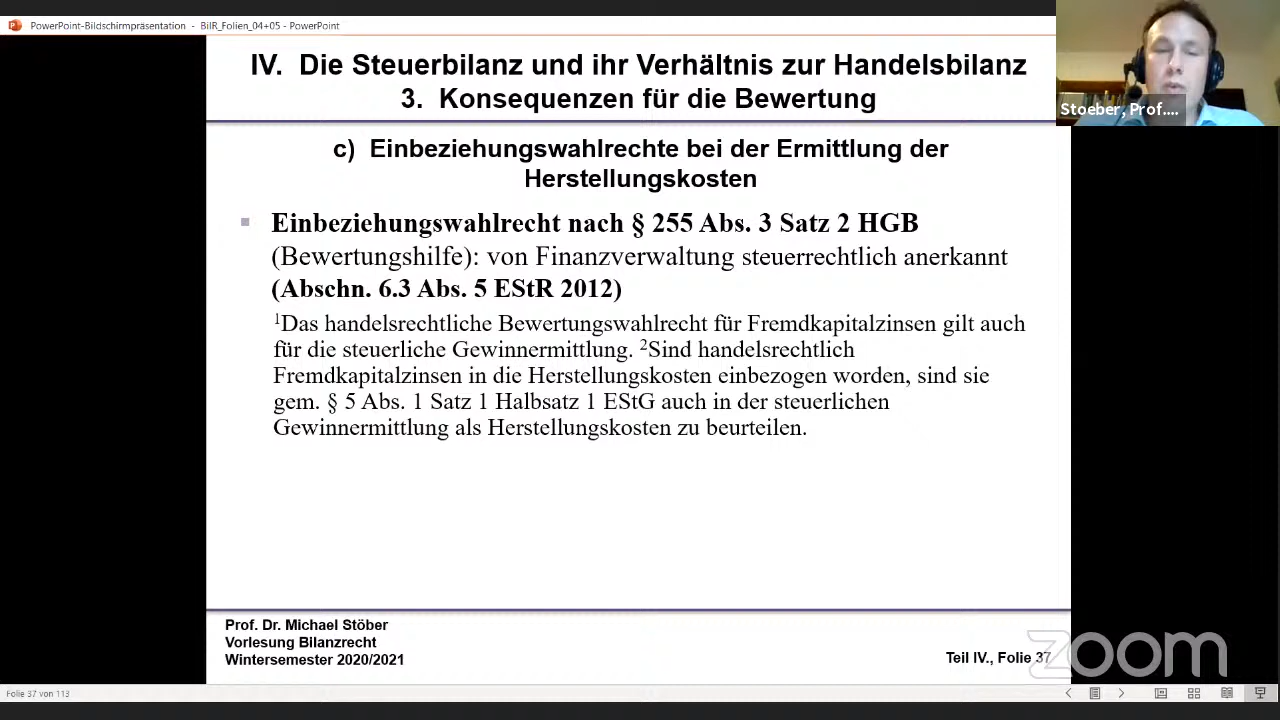 PowerPoint-Bildschirmpräsentation - BilR_Folien_04+05 - PowerPoint
Stoeber, Prof....
IV. Die Steuerbilanz und ihr Verhältnis zur Handelsbilanz
3. Konsequenzen für die Bewertung
c) Einbeziehungswahlrechte bei der Ermittlung der
Herstellungskosten
Einbeziehungswahlrecht nach § 255 Abs. 3 Satz 2 HGB
(Bewertungshilfe): von Finanzverwaltung steuerrechtlich anerkannt
(Abschn. 6.3 Abs. 5 EStR 2012)
¹Das handelsrechtliche Bewertungswahlrecht für Fremdkapitalzinsen gilt auch
für die steuerliche Gewinnermittlung. ²Sind handelsrechtlich
Fremdkapitalzinsen in die Herstellungskosten einbezogen worden, sind sie
gem. § 5 Abs. 1 Satz 1 Halbsatz 1 EStG auch in der steuerlichen
Gewinnermittlung als Herstellungskosten zu beurteilen.
Prof. Dr. Michael Stöber
Vorlesung Bilanzrecht
Wintersemester 2020/2021
Teil IV., Folie 37
zoom
Folie 37 von 113